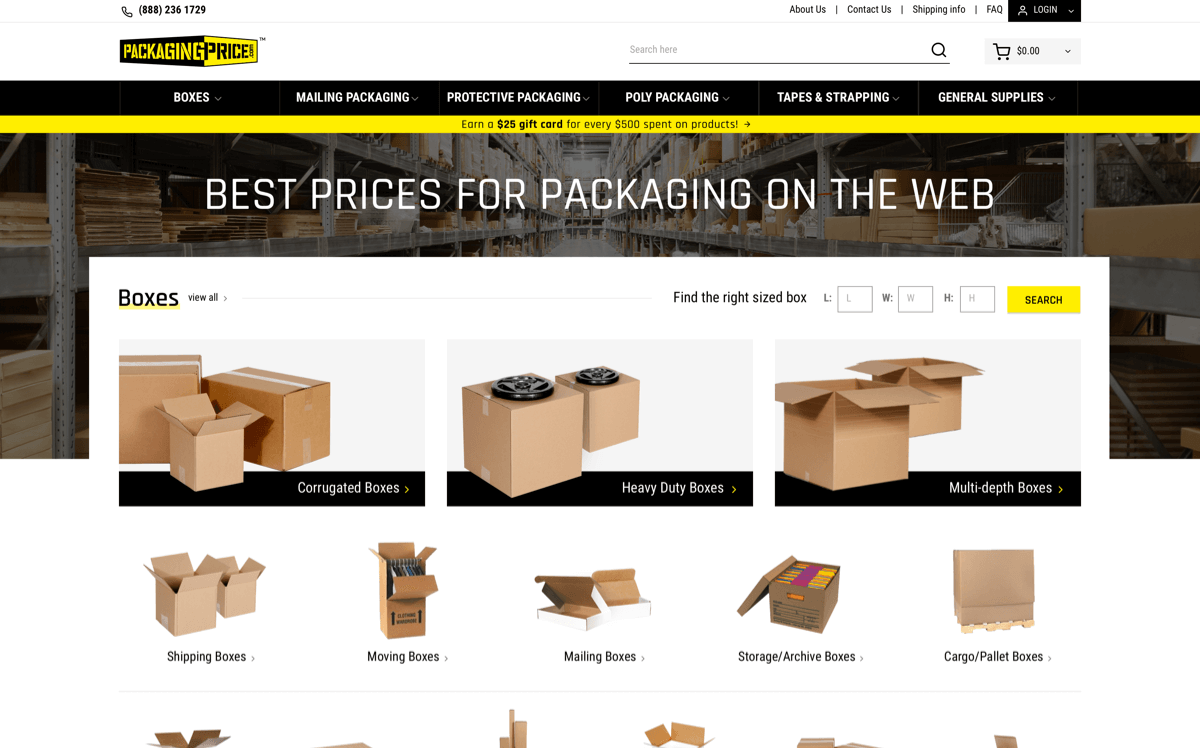 (888) 236 1729
About Us | Contact Us | Shipping info | FAQ
LOGIN
PACKAGINGPRICE.COM™
Search here
$0.00
BOXES
MAILING PACKAGING
PROTECTIVE PACKAGING
POLY PACKAGING
TAPES & STRAPPING
GENERAL SUPPLIES
Earn a $25 gift card for every $500 spent on products! →
BEST PRICES FOR PACKAGING ON THE WEB
Boxes view all ›
Find the right sized box L: L W: W H: H SEARCH
Corrugated Boxes ›
Heavy Duty Boxes ›
Multi-depth Boxes ›
CLOTHING
WARDROBE
Shipping Boxes ›
Moving Boxes ›
Mailing Boxes ›
Storage/Archive Boxes ›
Cargo/Pallet Boxes ›